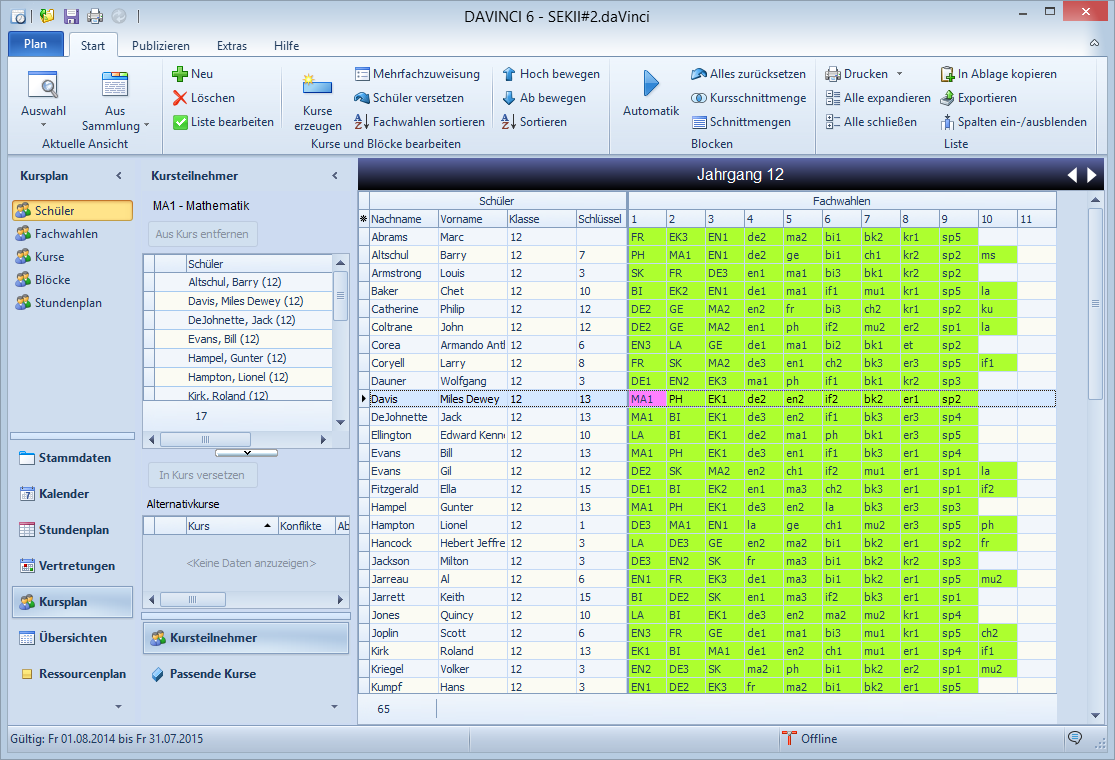 DAVINCI 6 - SEKII#2.daVinci
Plan Start Publizieren Extras Hilfe
Auswahl
Aus Sammlung
Aktuelle Ansicht
Neu
Löschen
Liste bearbeiten
Kurse erzeugen
Mehrfachzuweisung
Schüler versetzen
Fachwahlen sortieren
Hoch bewegen
Ab bewegen
Sortieren
Kurse und Blöcke bearbeiten
Automatik
Alles zurücksetzen
Kursschnittmenge
Schnittmengen
Blocken
Drucken
Alle expandieren
Alle schließen
In Ablage kopieren
Exportieren
Spalten ein-/ausblenden
Liste
Kursplan
Schüler
Fachwahlen
Kurse
Blöcke
Stundenplan
Stammdaten
Kalender
Stundenplan
Vertretungen
Kursplan
Übersichten
Ressourcenplan
Kursteilnehmer
MA1 - Mathematik
Aus Kurs entfernen
Schüler
Altschul, Barry (12)
Davis, Miles Dewey (12)
DeJohnette, Jack (12)
Evans, Bill (12)
Hampel, Gunter (12)
Hampton, Lionel (12)
Kirk, Roland (12)
17
In Kurs versetzen
Alternativkurse
Kurs Konflikte Ab
<Keine Daten anzuzeigen>
Kursteilnehmer
Passende Kurse
Jahrgang 12
Schüler Fachwahlen
Nachname Vorname Klasse Schlüssel 1 2 3 4 5 6 7 8 9 10 11
Abrams Marc 12 FR EK3 EN1 de2 ma2 bi1 bk2 kr1 sp5
Altschul Barry 12 7 PH MA1 EN1 de2 ge bi1 ch1 kr2 sp2 ms
Armstrong Louis 12 3 SK FR DE3 en1 ma1 bi3 bk1 kr2 sp2
Baker Chet 12 10 BI EK2 EN1 de1 ma1 if1 mu1 kr1 sp5 la
Catherine Philip 12 12 DE2 GE MA2 en2 fr bi3 ch2 kr1 sp2 ku
Coltrane John 12 12 DE2 GE MA2 en1 ph if2 mu2 er1 sp1 la
Corea Armando Antl 12 6 EN3 LA GE de1 ma1 bi2 bk1 et sp2
Coryell Larry 12 8 FR SK MA2 de3 en1 ch2 bk3 er3 sp5 if1
Dauner Wolfgang 12 3 DE1 EN2 EK3 ma1 ph if1 bk1 kr2 sp3
Davis Miles Dewey 12 13 MA1 PH EK1 de2 en2 if2 bk2 er1 sp2
DeJohnette Jack 12 13 MA1 BI EK1 de3 en2 if1 bk1 er3 sp4
Ellington Edward Kenn 12 10 LA BI EK1 de2 ma1 ph bk1 er3 sp5
Evans Bill 12 13 MA1 PH EK1 de3 en1 if1 bk3 er1 sp4
Evans Gil 12 12 DE2 SK MA2 en2 ch1 if2 mu1 er1 sp1 la
Fitzgerald Ella 12 15 DE1 BI EK2 en1 ma3 ch2 bk3 er1 sp1 if2
Hampel Gunter 12 13 MA1 PH EK1 de3 en2 la bk3 er3 sp3
Hampton Lionel 12 1 DE3 MA1 EN1 la ge ch1 mu2 er3 sp5 ph
Hancock Hebert Jeffre 12 3 LA DE3 GE en2 ma2 bi1 bk1 er1 sp2 fr
Jackson Milton 12 3 DE3 EN2 SK fr ma3 bi1 bk2 er1 sp2
Jarreau Al 12 6 EN1 FR EK3 de1 ma3 bi1 bk2 er1 sp5 mu2
Jarrett Keith 12 15 BI DE2 SK en1 ma3 if2 bk3 er1 sp1
Jones Quincy 12 10 LA BI EK1 de3 en2 ma2 mu2 kr1 sp4
Joplin Scott 12 6 EN3 FR GE de1 ma1 bi3 mu1 kr1 sp5 ch2
Kirk Roland 12 13 EK1 BI MA1 de1 en2 ch1 mu1 er1 sp4 if1
Kriegel Volker 12 3 EN2 DE3 SK ma2 ph bi1 bk2 er2 sp1 mu2
Kumpf Hans 12 3 EN1 DE2 EK3 fr ma2 bi1 bk2 er1 sp5
65
Gültig: Fr 01.08.2014 bis Fr 31.07.2015
Offline